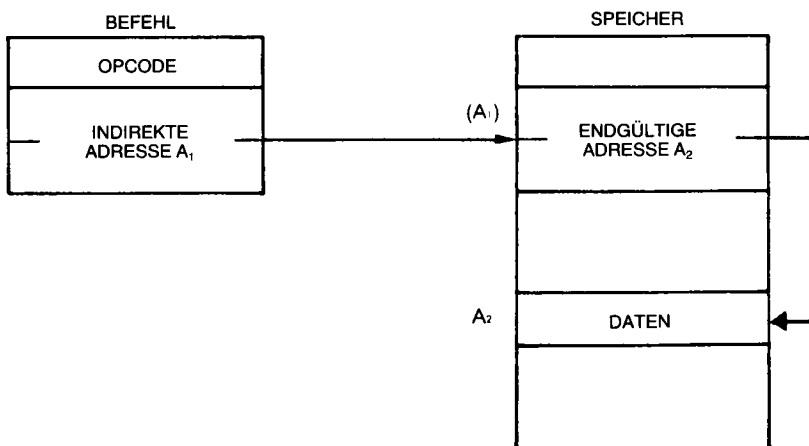 BEFEHL
OPCODE
INDIREKTE
ADRESSE A₁
SPEICHER
(A₁)
ENDGÜLTIGE
ADRESSE A₂
A₂
DATEN